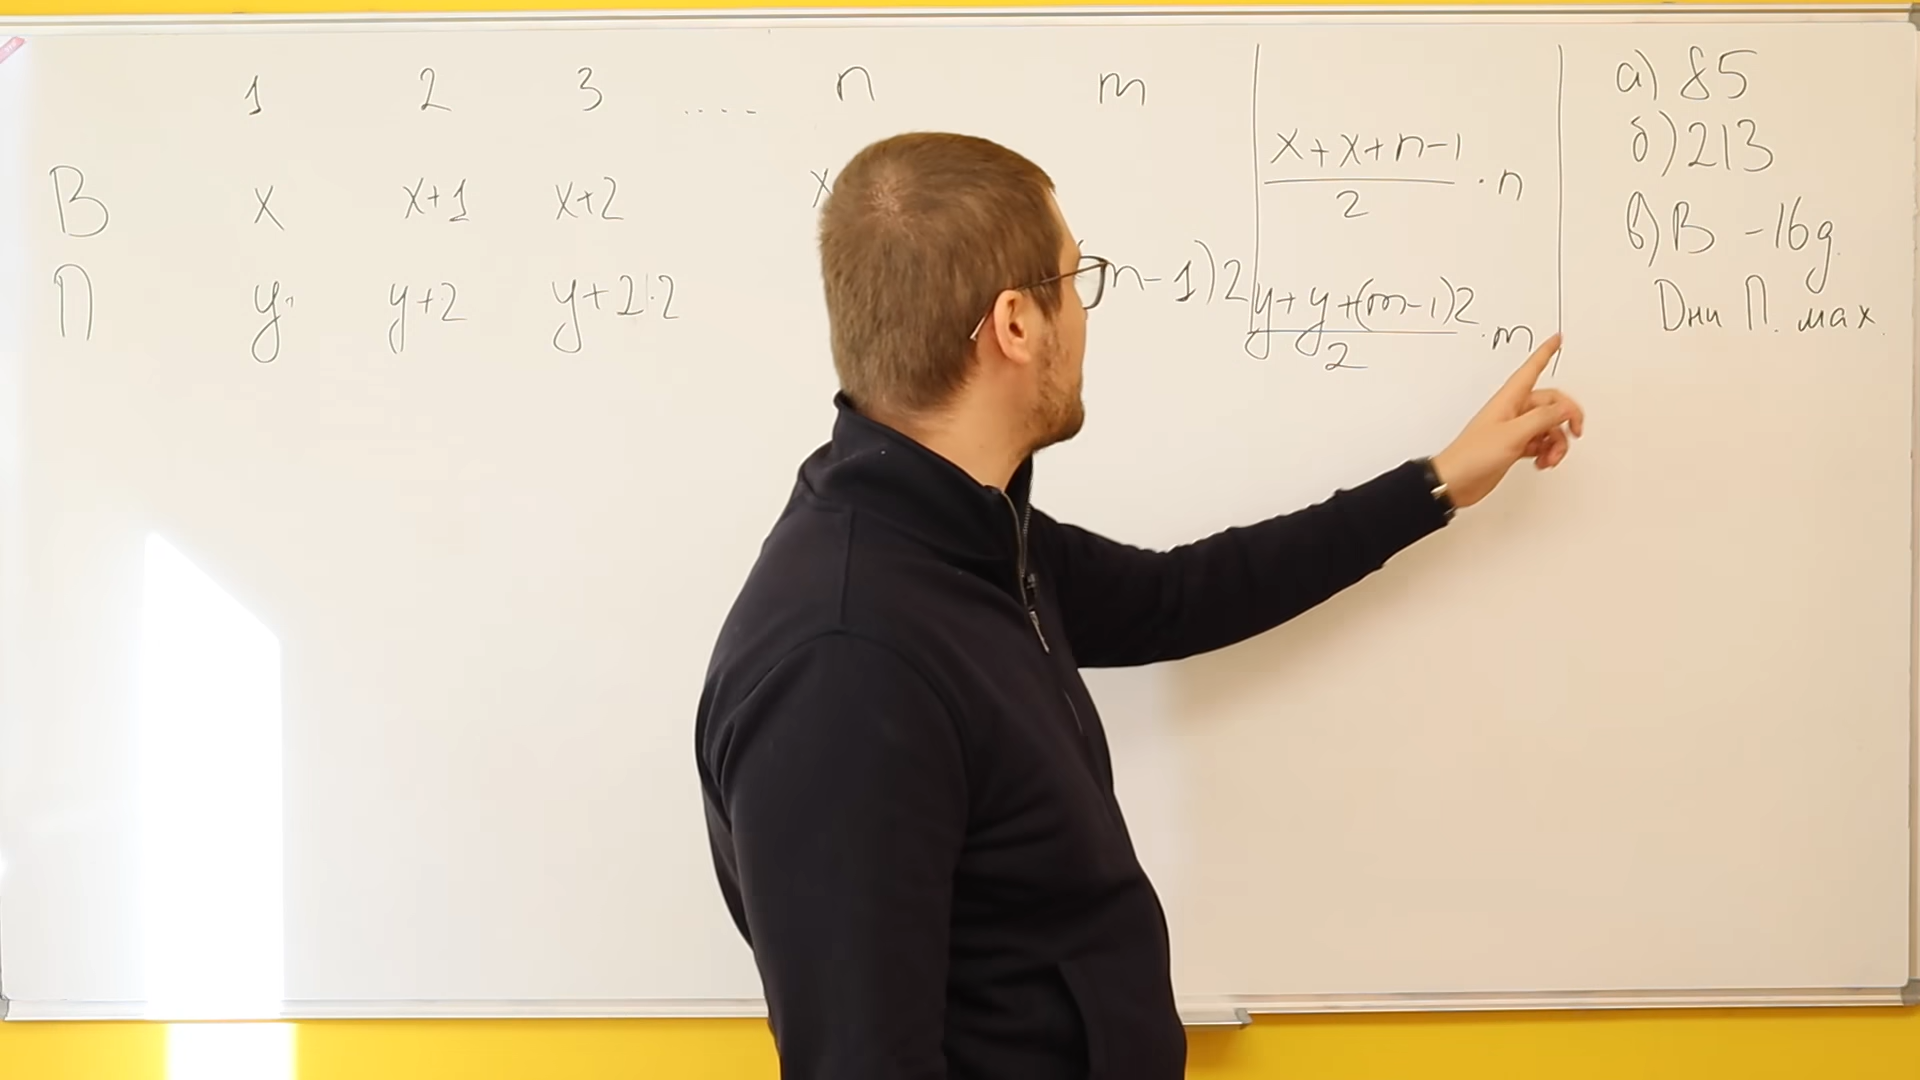 1 2 3 .... n m
В x x+1 x+2 x
П y y+2 y+2·2 n-1)2
x+x+n-1
2
·n
y+y+(m-1)2
2
·m
а) 85
б) 213
в) В -16д.
Дни П. мах.